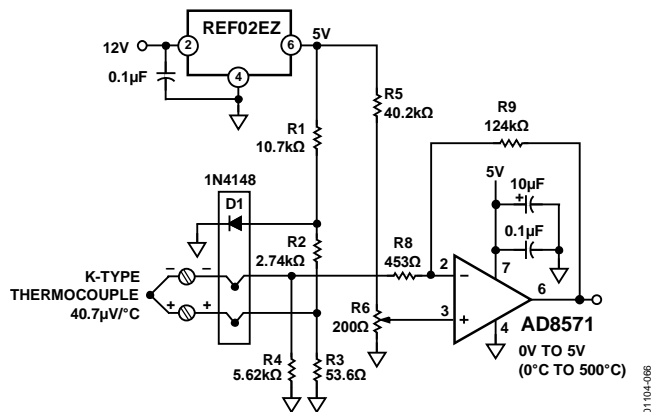 REF02EZ
12V
2
6
5V
4
0.1µF
R1
10.7kΩ
R5
40.2kΩ
R9
124kΩ
1N4148
D1
5V
10µF
+
0.1µF
R2
2.74kΩ
R8
453Ω
K-TYPE
THERMOCOUPLE
40.7µV/°C
– –
+ +
2
–
7
6
R6
200Ω
3
+
4
AD8571
R4
5.62kΩ
R3
53.6Ω
0V TO 5V
(0°C TO 500°C)
01104-066